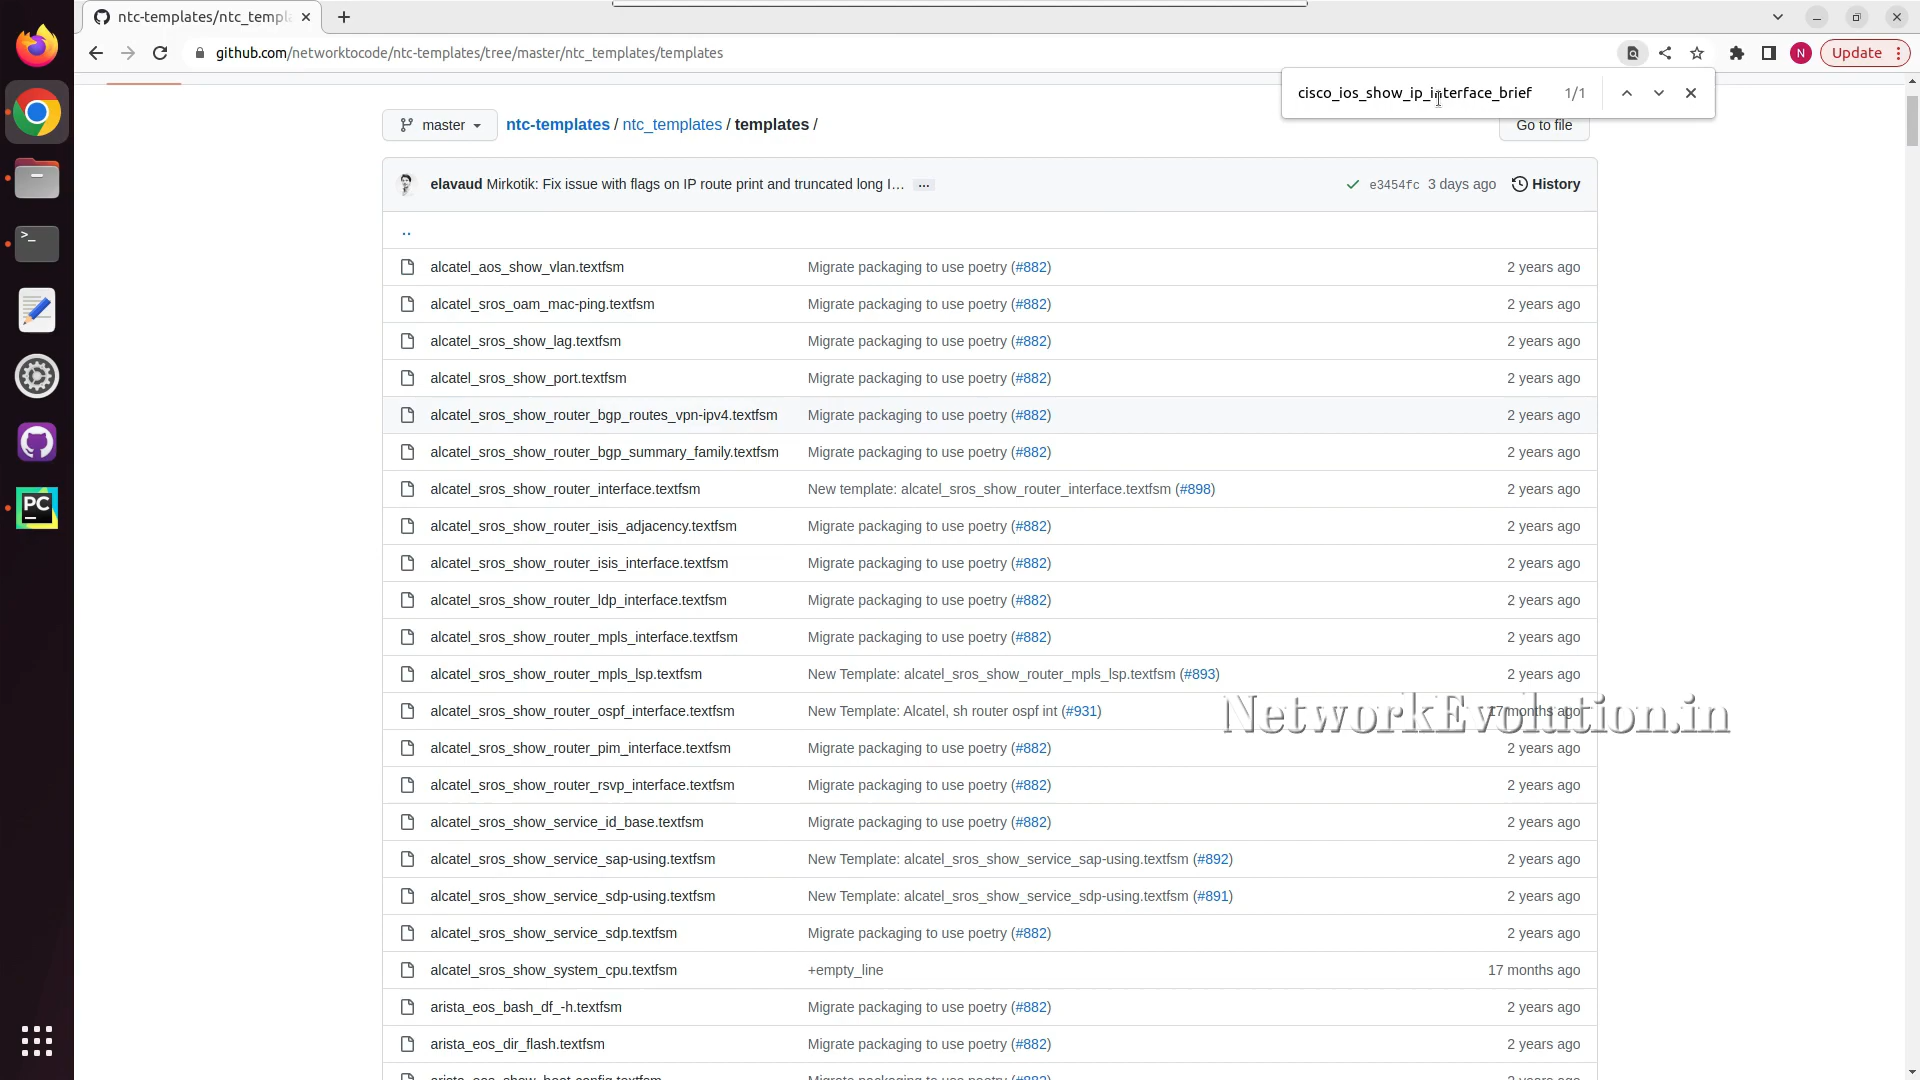 ntc-templates/ntc_templ
github.com/networktocode/ntc-templates/tree/master/ntc_templates/templates
N
Update
cisco_ios_show_ip_interface_brief 1/1
master
ntc-templates / ntc_templates / templates /
Go to file
elavaud Mirkotik: Fix issue with flags on IP route print and truncated long I… ... e3454fc 3 days ago History
..
alcatel_aos_show_vlan.textfsm Migrate packaging to use poetry (#882) 2 years ago
alcatel_sros_oam_mac-ping.textfsm Migrate packaging to use poetry (#882) 2 years ago
alcatel_sros_show_lag.textfsm Migrate packaging to use poetry (#882) 2 years ago
alcatel_sros_show_port.textfsm Migrate packaging to use poetry (#882) 2 years ago
alcatel_sros_show_router_bgp_routes_vpn-ipv4.textfsm Migrate packaging to use poetry (#882) 2 years ago
alcatel_sros_show_router_bgp_summary_family.textfsm Migrate packaging to use poetry (#882) 2 years ago
alcatel_sros_show_router_interface.textfsm New template: alcatel_sros_show_router_interface.textfsm (#898) 2 years ago
alcatel_sros_show_router_isis_adjacency.textfsm Migrate packaging to use poetry (#882) 2 years ago
alcatel_sros_show_router_isis_interface.textfsm Migrate packaging to use poetry (#882) 2 years ago
alcatel_sros_show_router_ldp_interface.textfsm Migrate packaging to use poetry (#882) 2 years ago
alcatel_sros_show_router_mpls_interface.textfsm Migrate packaging to use poetry (#882) 2 years ago
alcatel_sros_show_router_mpls_lsp.textfsm New Template: alcatel_sros_show_router_mpls_lsp.textfsm (#893) 2 years ago
alcatel_sros_show_router_ospf_interface.textfsm New Template: Alcatel, sh router ospf int (#931) 17 months ago
NetworkEvolution.in
alcatel_sros_show_router_pim_interface.textfsm Migrate packaging to use poetry (#882) 2 years ago
alcatel_sros_show_router_rsvp_interface.textfsm Migrate packaging to use poetry (#882) 2 years ago
alcatel_sros_show_service_id_base.textfsm Migrate packaging to use poetry (#882) 2 years ago
alcatel_sros_show_service_sap-using.textfsm New Template: alcatel_sros_show_service_sap-using.textfsm (#892) 2 years ago
alcatel_sros_show_service_sdp-using.textfsm New Template: alcatel_sros_show_service_sdp-using.textfsm (#891) 2 years ago
alcatel_sros_show_service_sdp.textfsm Migrate packaging to use poetry (#882) 2 years ago
alcatel_sros_show_system_cpu.textfsm +empty_line 17 months ago
arista_eos_bash_df_-h.textfsm Migrate packaging to use poetry (#882) 2 years ago
arista_eos_dir_flash.textfsm Migrate packaging to use poetry (#882) 2 years ago
PC